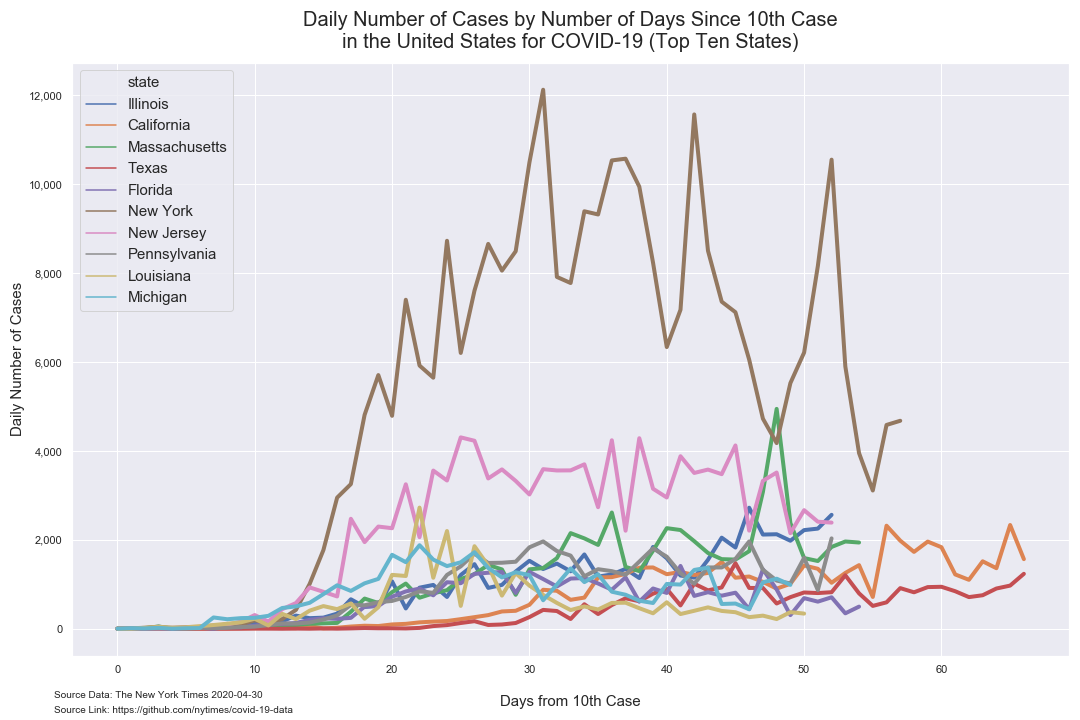 Daily Number of Cases by Number of Days Since 10th Case
in the United States for COVID-19 (Top Ten States)
state
Illinois
California
Massachusetts
Texas
Florida
New York
New Jersey
Pennsylvania
Louisiana
Michigan
Daily Number of Cases
12,000
10,000
8,000
6,000
4,000
2,000
0
0 10 20 30 40 50 60
Days from 10th Case
Source Data: The New York Times 2020-04-30
Source Link: https://github.com/nytimes/covid-19-data